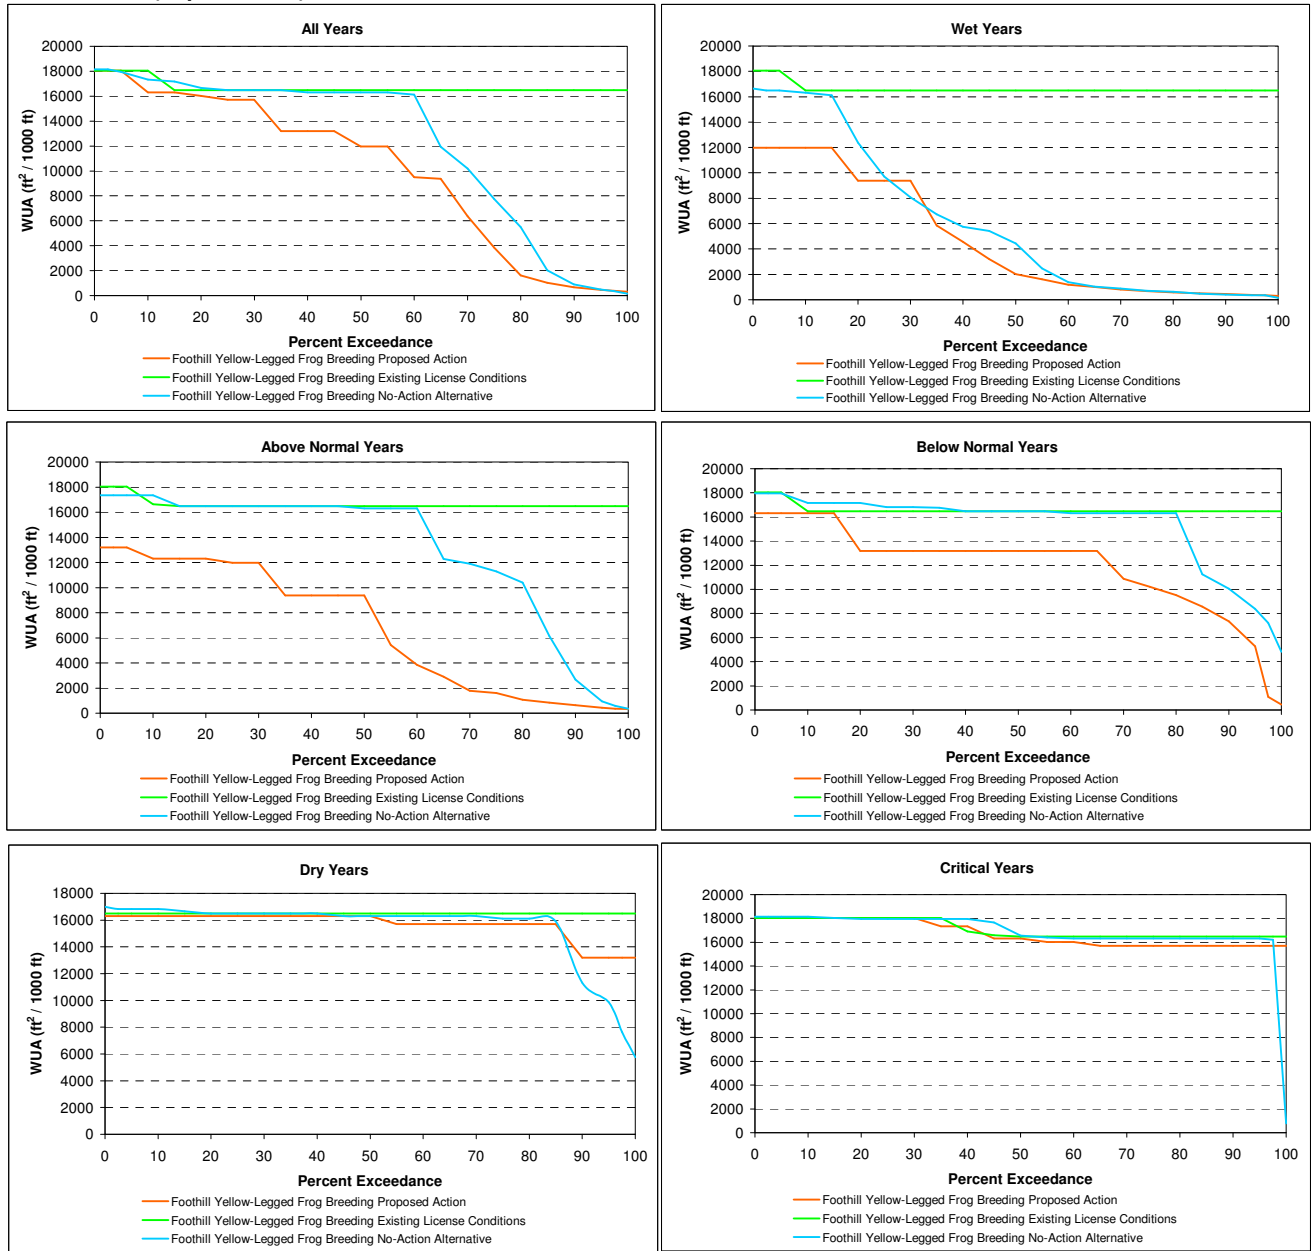 All Years
WUA (ft² / 1000 ft)
20000
18000
16000
14000
12000
10000
8000
6000
4000
2000
0
0 10 20 30 40 50 60 70 80 90 100
Percent Exceedance
Foothill Yellow-Legged Frog Breeding Proposed Action
Foothill Yellow-Legged Frog Breeding Existing License Conditions
Foothill Yellow-Legged Frog Breeding No-Action Alternative
Wet Years
WUA (ft² / 1000 ft)
20000
18000
16000
14000
12000
10000
8000
6000
4000
2000
0
0 10 20 30 40 50 60 70 80 90 100
Percent Exceedance
Foothill Yellow-Legged Frog Breeding Proposed Action
Foothill Yellow-Legged Frog Breeding Existing License Conditions
Foothill Yellow-Legged Frog Breeding No-Action Alternative
Above Normal Years
WUA (ft² / 1000 ft)
20000
18000
16000
14000
12000
10000
8000
6000
4000
2000
0
0 10 20 30 40 50 60 70 80 90 100
Percent Exceedance
Foothill Yellow-Legged Frog Breeding Proposed Action
Foothill Yellow-Legged Frog Breeding Existing License Conditions
Foothill Yellow-Legged Frog Breeding No-Action Alternative
Below Normal Years
WUA (ft² / 1000 ft)
20000
18000
16000
14000
12000
10000
8000
6000
4000
2000
0
0 10 20 30 40 50 60 70 80 90 100
Percent Exceedance
Foothill Yellow-Legged Frog Breeding Proposed Action
Foothill Yellow-Legged Frog Breeding Existing License Conditions
Foothill Yellow-Legged Frog Breeding No-Action Alternative
Dry Years
WUA (ft² / 1000 ft)
18000
16000
14000
12000
10000
8000
6000
4000
2000
0
0 10 20 30 40 50 60 70 80 90 100
Percent Exceedance
Foothill Yellow-Legged Frog Breeding Proposed Action
Foothill Yellow-Legged Frog Breeding Existing License Conditions
Foothill Yellow-Legged Frog Breeding No-Action Alternative
Critical Years
WUA (ft² / 1000 ft)
20000
18000
16000
14000
12000
10000
8000
6000
4000
2000
0
0 10 20 30 40 50 60 70 80 90 100
Percent Exceedance
Foothill Yellow-Legged Frog Breeding Proposed Action
Foothill Yellow-Legged Frog Breeding Existing License Conditions
Foothill Yellow-Legged Frog Breeding No-Action Alternative